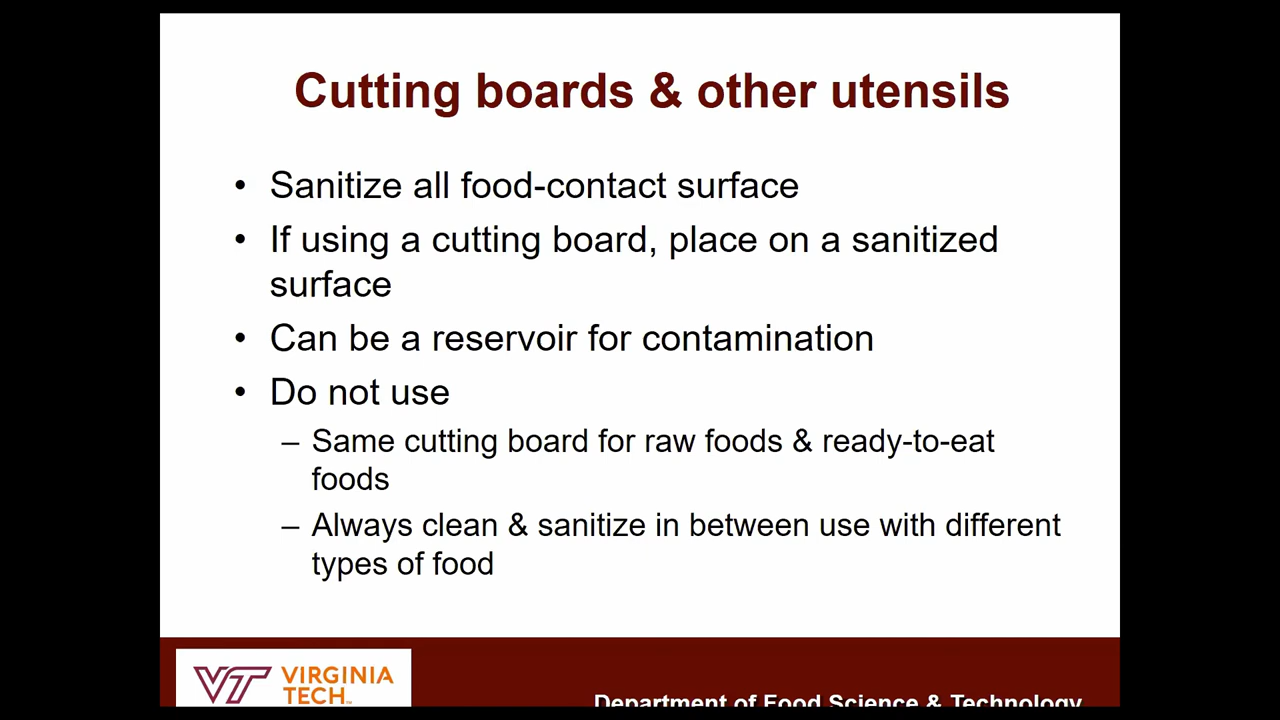 Cutting boards & other utensils
• Sanitize all food-contact surface
• If using a cutting board, place on a sanitized
surface
• Can be a reservoir for contamination
• Do not use
– Same cutting board for raw foods & ready-to-eat
foods
– Always clean & sanitize in between use with different
types of food
VT VIRGINIA
TECH™
Department of Food Science & Technology